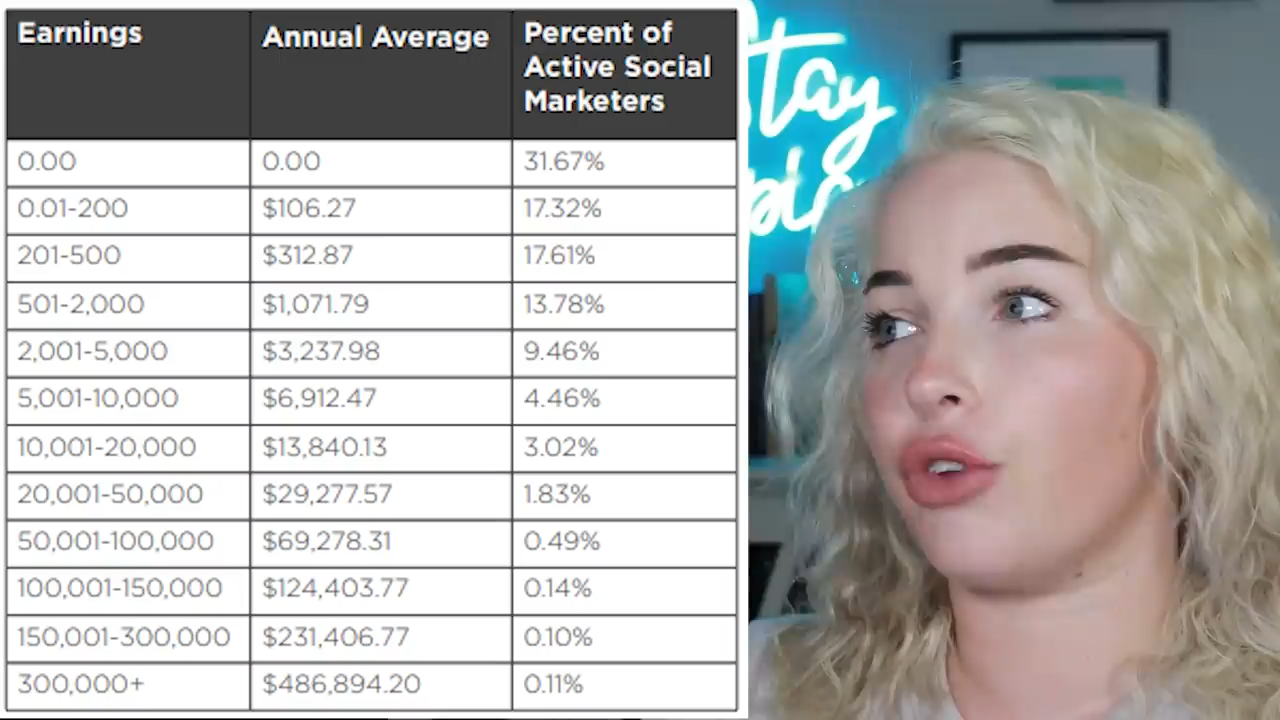 Earnings Annual Average Percent of
Active Social
Marketers
0.00 0.00 31.67%
0.01-200 $106.27 17.32%
201-500 $312.87 17.61%
501-2,000 $1,071.79 13.78%
2,001-5,000 $3,237.98 9.46%
5,001-10,000 $6,912.47 4.46%
10,001-20,000 $13,840.13 3.02%
20,001-50,000 $29,277.57 1.83%
50,001-100,000 $69,278.31 0.49%
100,001-150,000 $124,403.77 0.14%
150,001-300,000 $231,406.77 0.10%
300,000+ $486,894.20 0.11%
Stay